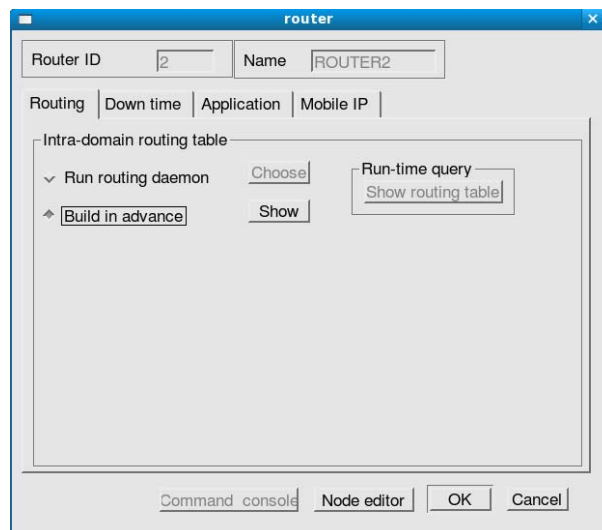 router
Router ID 2 Name ROUTER2
Routing Down time Application Mobile IP
Intra-domain routing table
Run routing daemon Choose
Build in advance Show
Run-time query
Show routing table
Command console Node editor OK Cancel